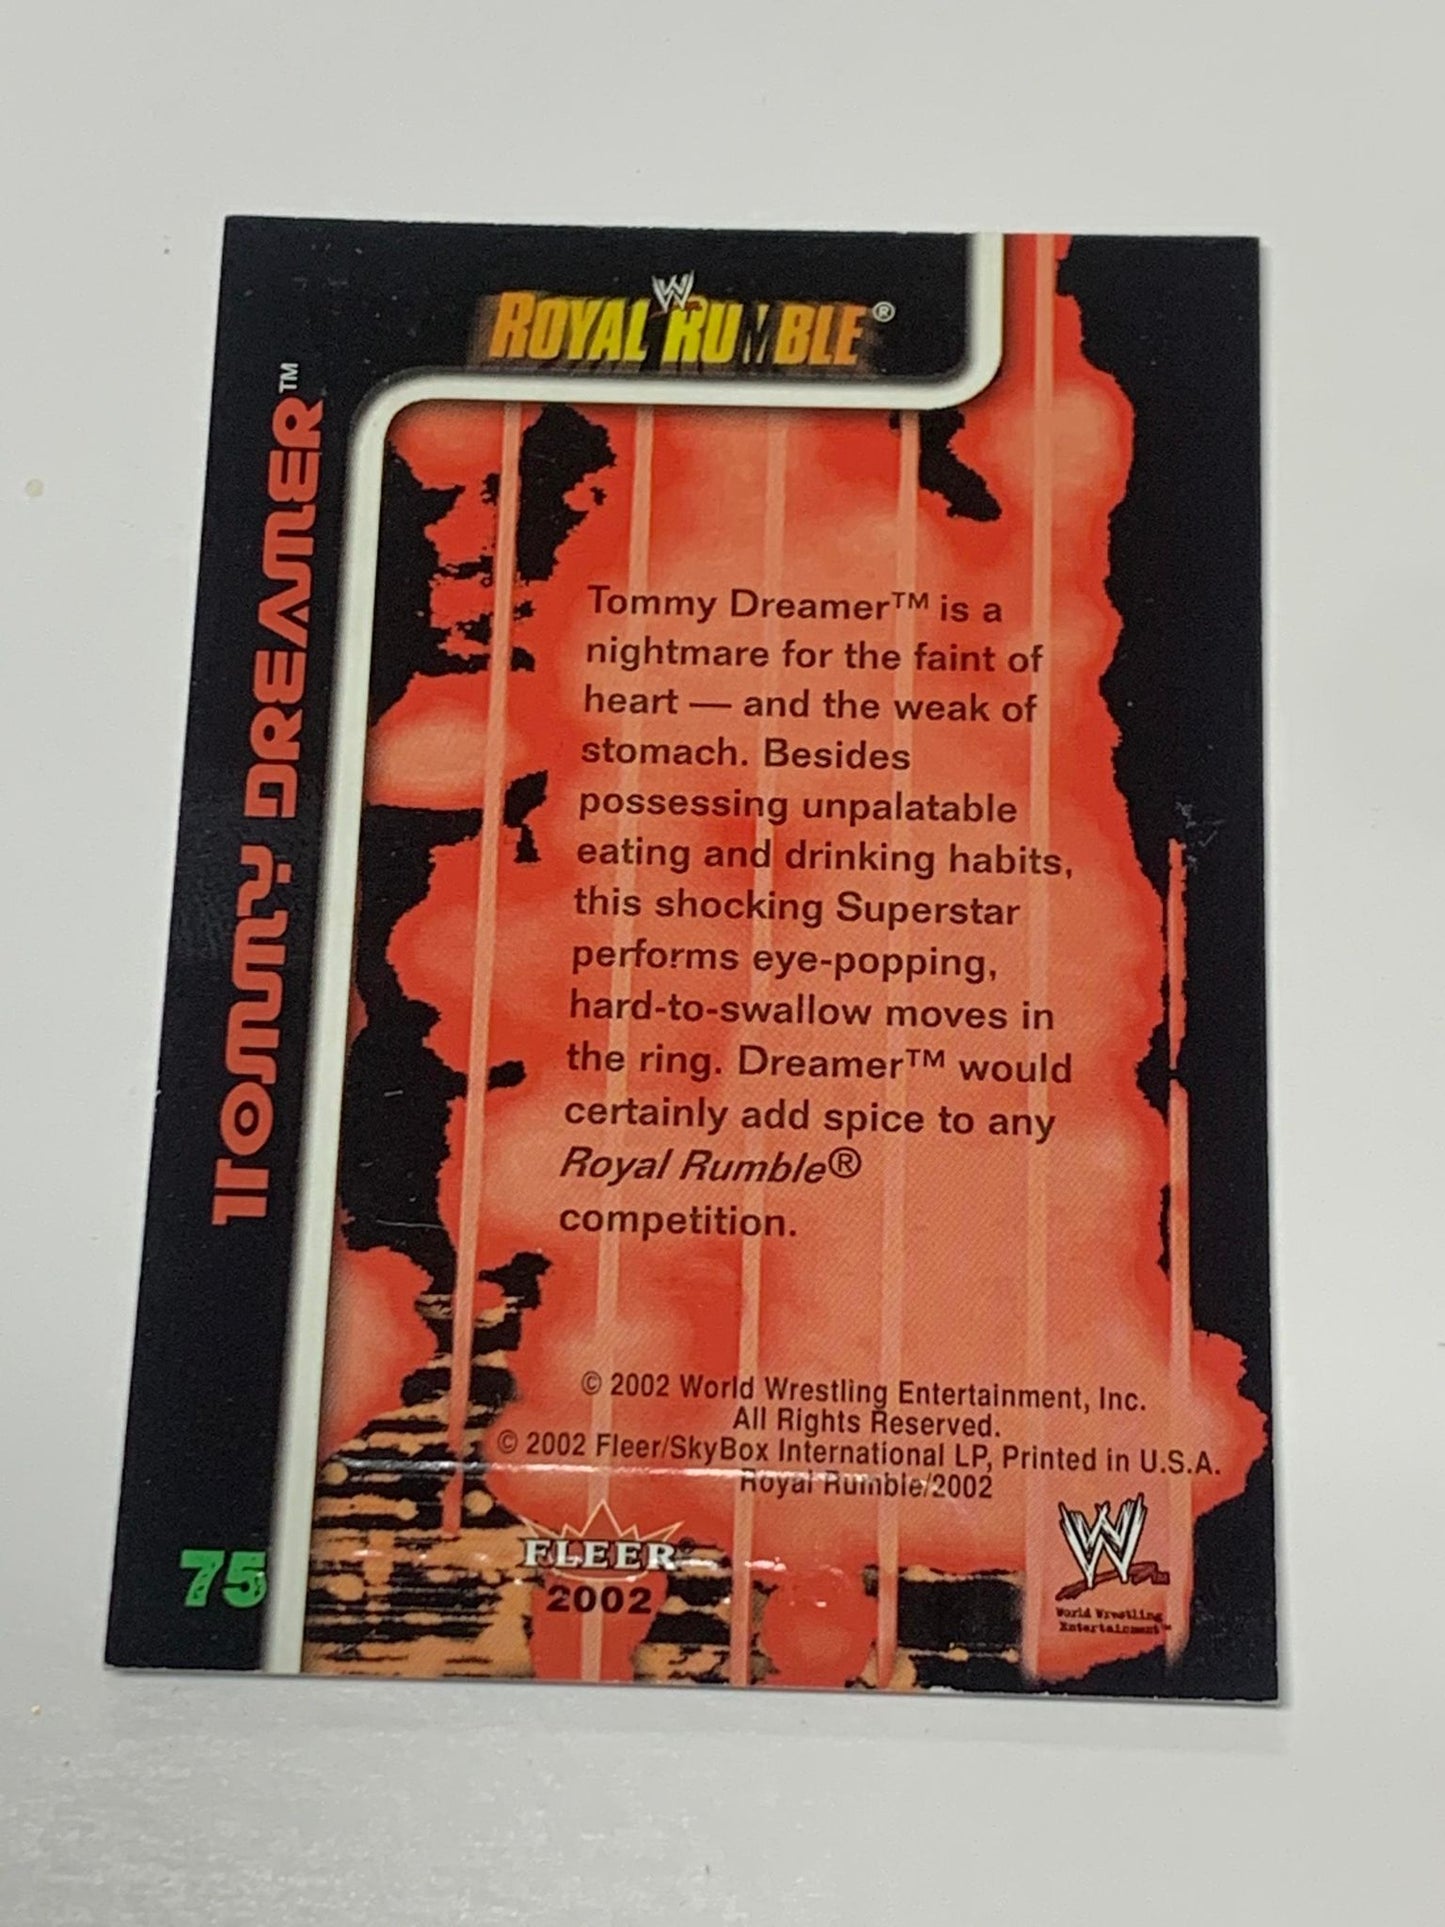 W
ROYAL RUMBLE®
TOMMY DREAMER™
Tommy Dreamer™ is a
nightmare for the faint of
heart — and the weak of
stomach. Besides
possessing unpalatable
eating and drinking habits,
this shocking Superstar
performs eye-popping,
hard-to-swallow moves in
the ring. Dreamer™ would
certainly add spice to any
Royal Rumble®
competition.
© 2002 World Wrestling Entertainment, Inc.
All Rights Reserved.
© 2002 Fleer/SkyBox International LP, Printed in U.S.A.
Royal Rumble/2002
FLEER®
2002
W™
World Wrestling
Entertainment™
75